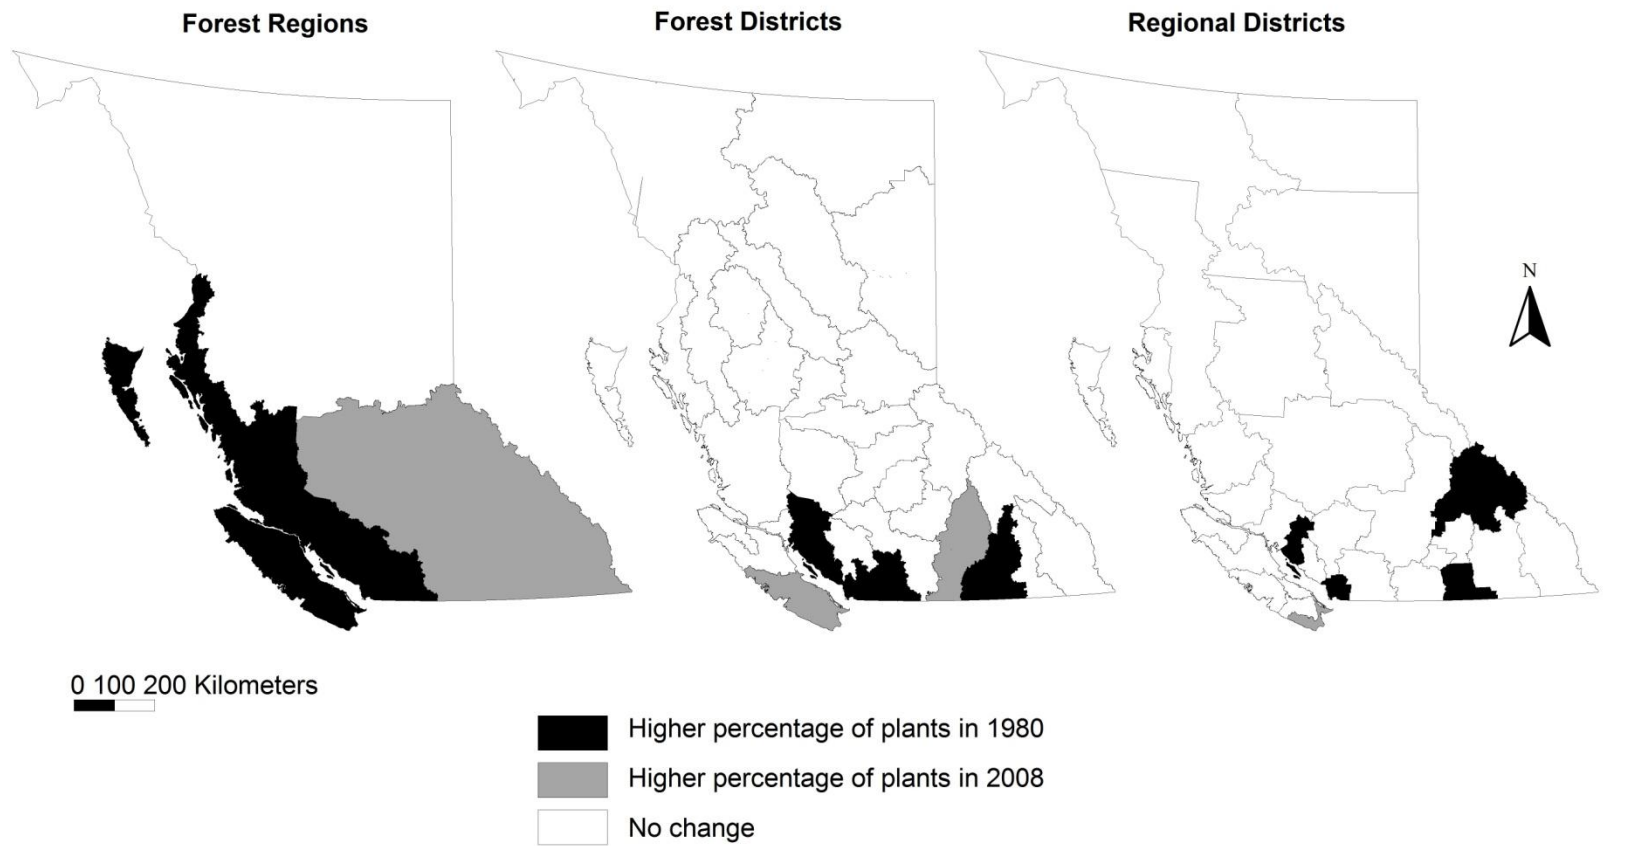 Forest Regions
Forest Districts
Regional Districts
N
0 100 200 Kilometers
Higher percentage of plants in 1980
Higher percentage of plants in 2008
No change